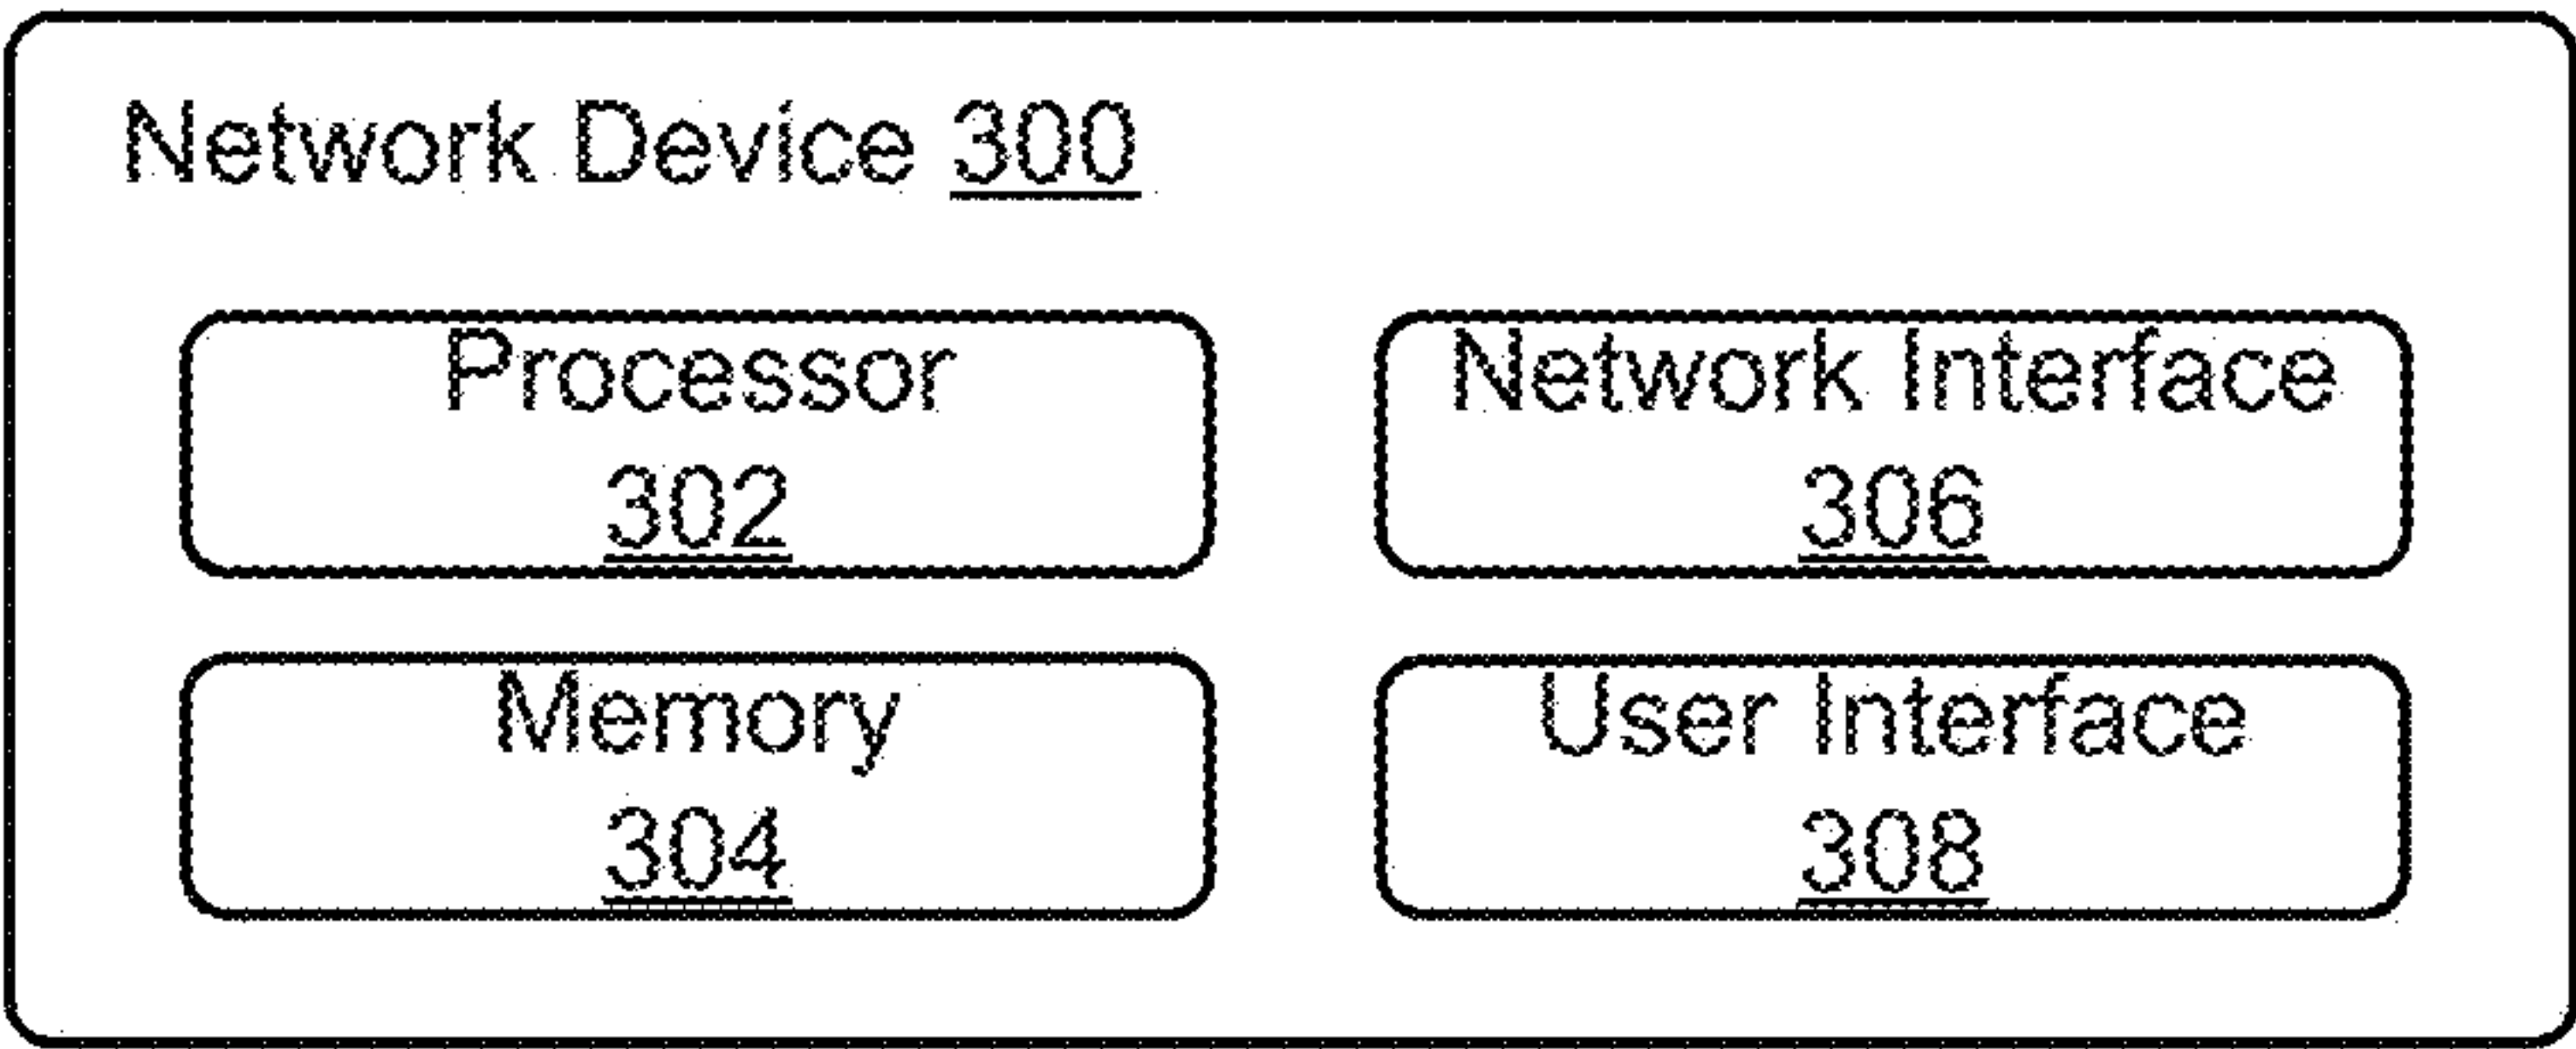 Network Device 300
Processor
302
Network Interface
306
Memory
304
User Interface
308